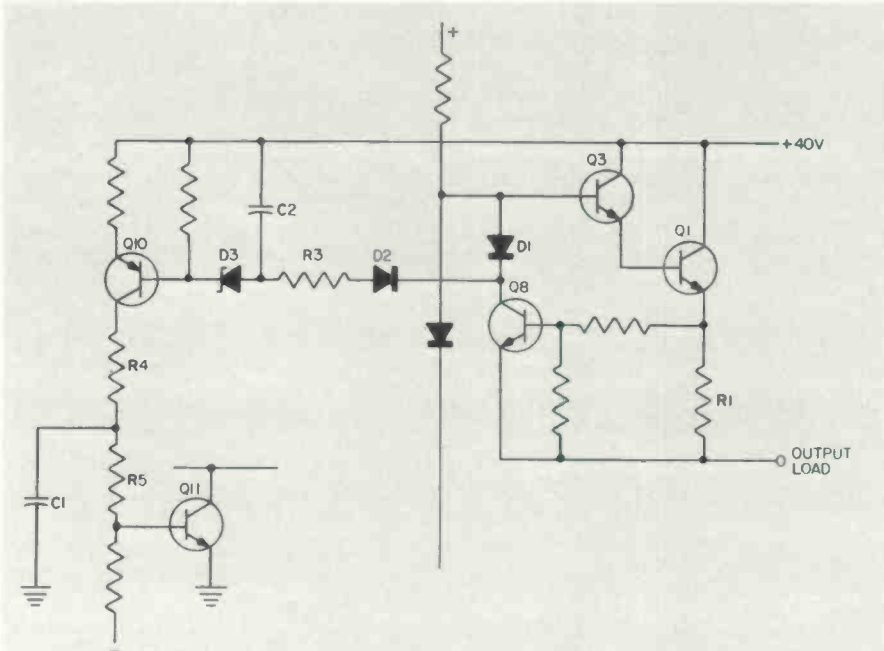 +
+40V
Q3
Q1
C2
Q10
D3
R3
D2
D1
Q8
R4
R1
OUTPUT
LOAD
R5
Q11
C1